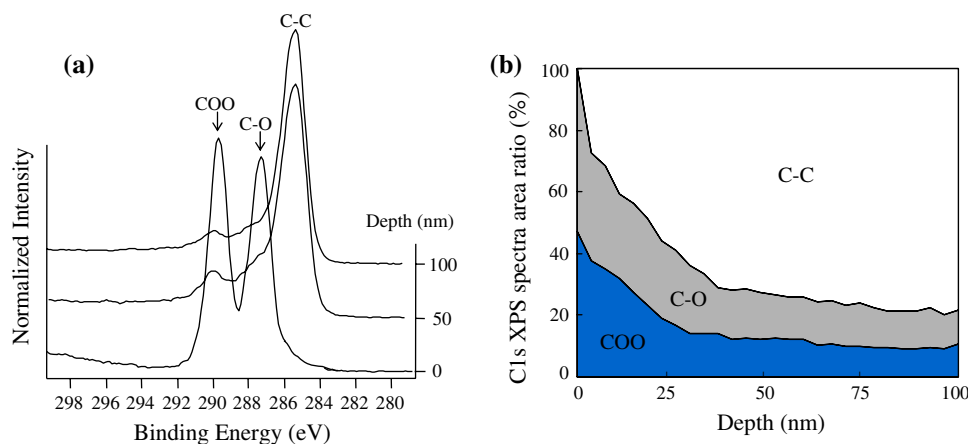 (a)
C-C
COO
C-O
Normalized Intensity
Depth (nm)
100
50
0
298 296 294 292 290 288 286 284 282 280
Binding Energy (eV)
(b)
C1s XPS spectra area ratio (%)
100
80
60
40
20
0
C-C
C-O
COO
0 25 50 75 100
Depth (nm)